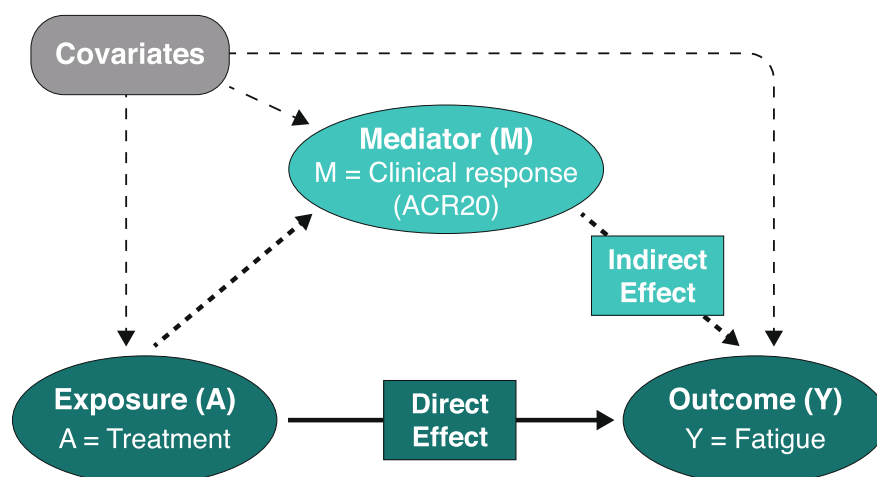 Covariates
Mediator (M)
M = Clinical response
(ACR20)
Indirect
Effect
Exposure (A)
A = Treatment
Direct
Effect
Outcome (Y)
Y = Fatigue